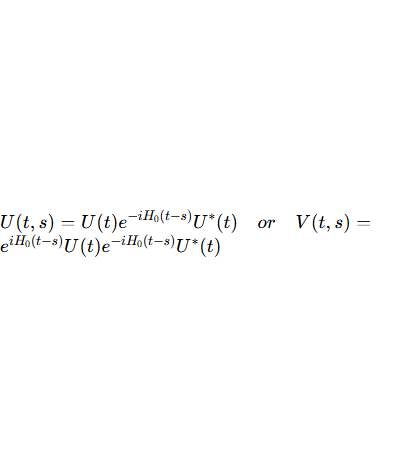 U(t, s) = U(t)e^{-iH_0(t-s)}U^*(t)   or   V(t, s) =
e^{iH_0(t-s)}U(t)e^{-iH_0(t-s)}U^*(t)